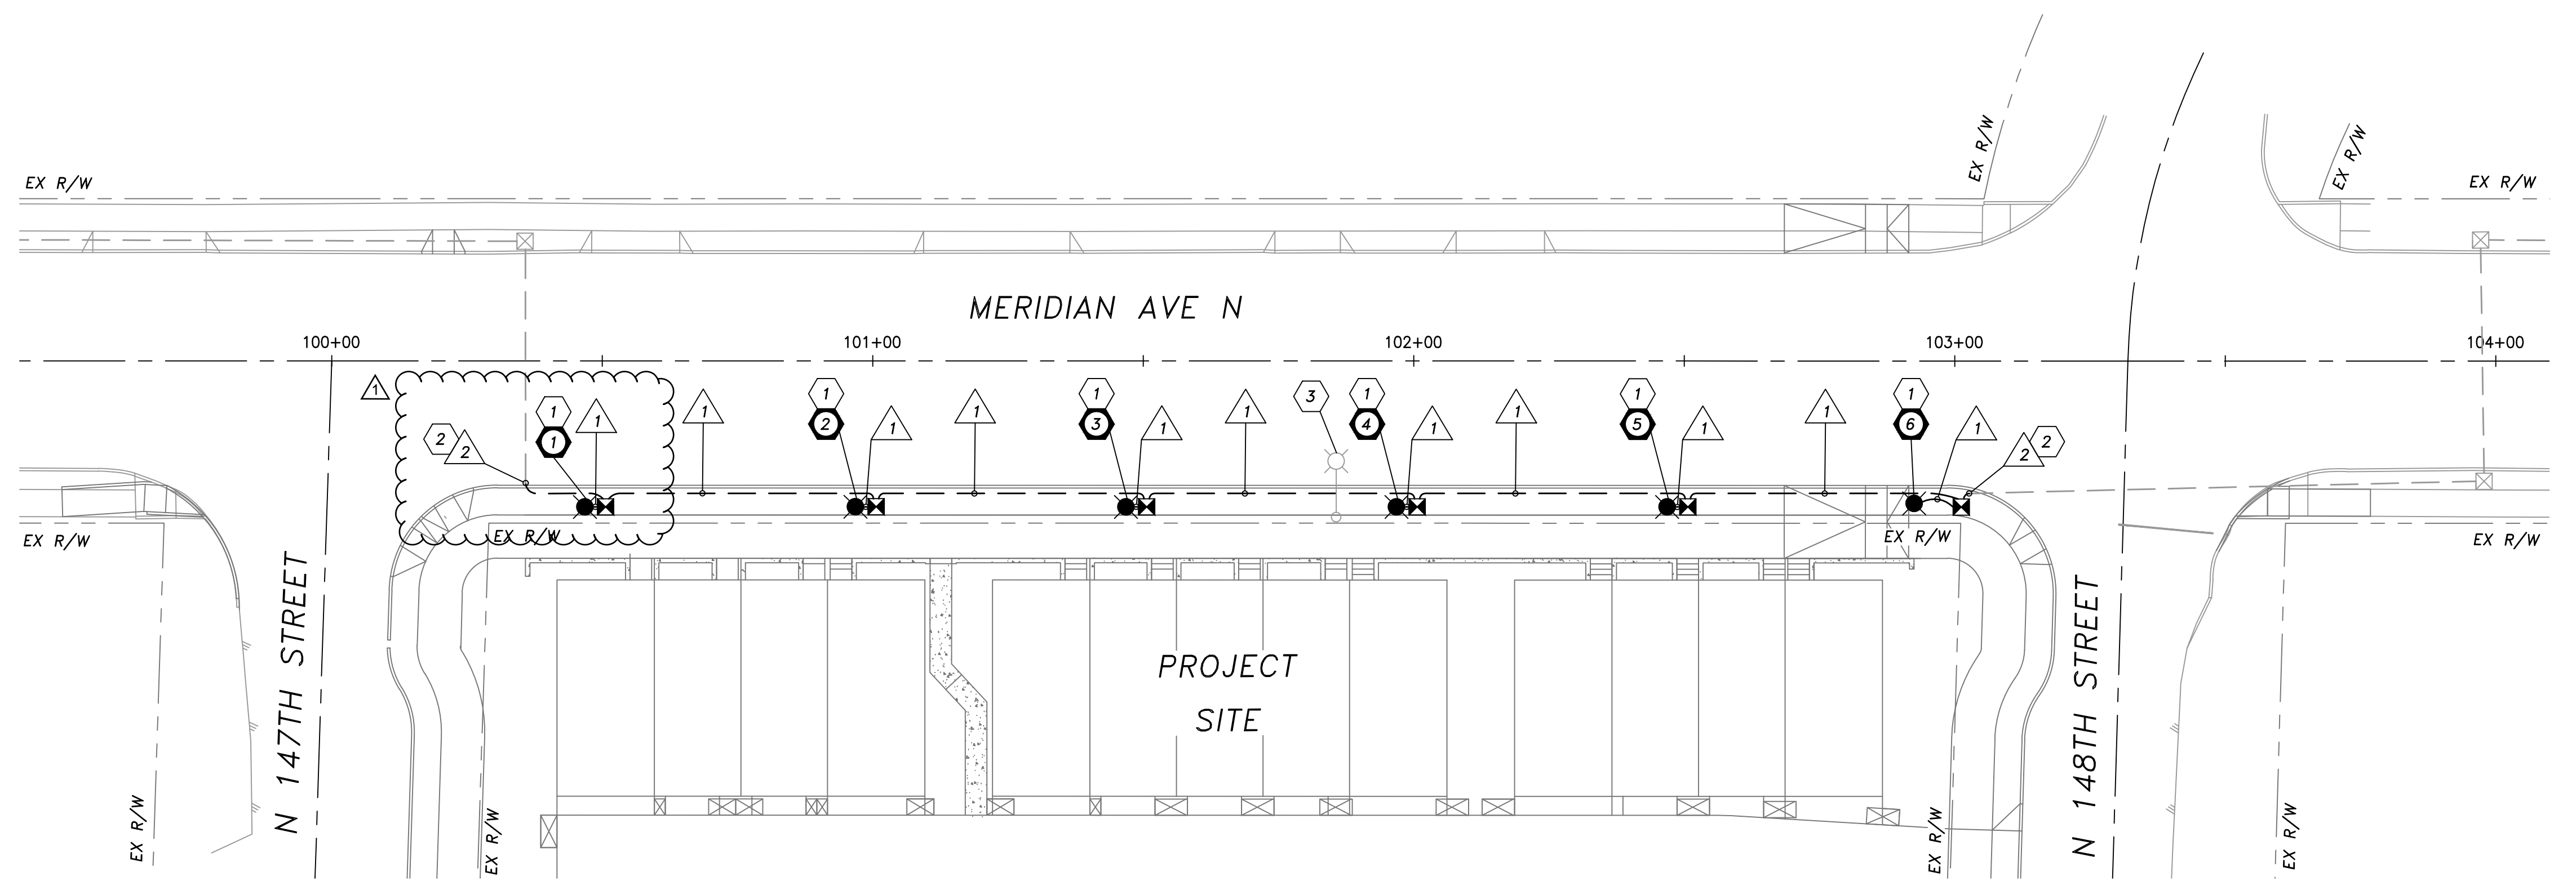 EX R/W
EX R/W
EX R/W
EX R/W
MERIDIAN AVE N
100+00
101+00
102+00
103+00
104+00
1
1
1
1
2
1
1
1
3
1
1
3
1
4
1
1
1
5
1
1
1
6
1
2
2
2
2
1
EX R/W
EX R/W
EX R/W
EX R/W
N 147TH STREET
PROJECT
SITE
N 148TH STREET
EX R/W
EX R/W
EX R/W
EX R/W